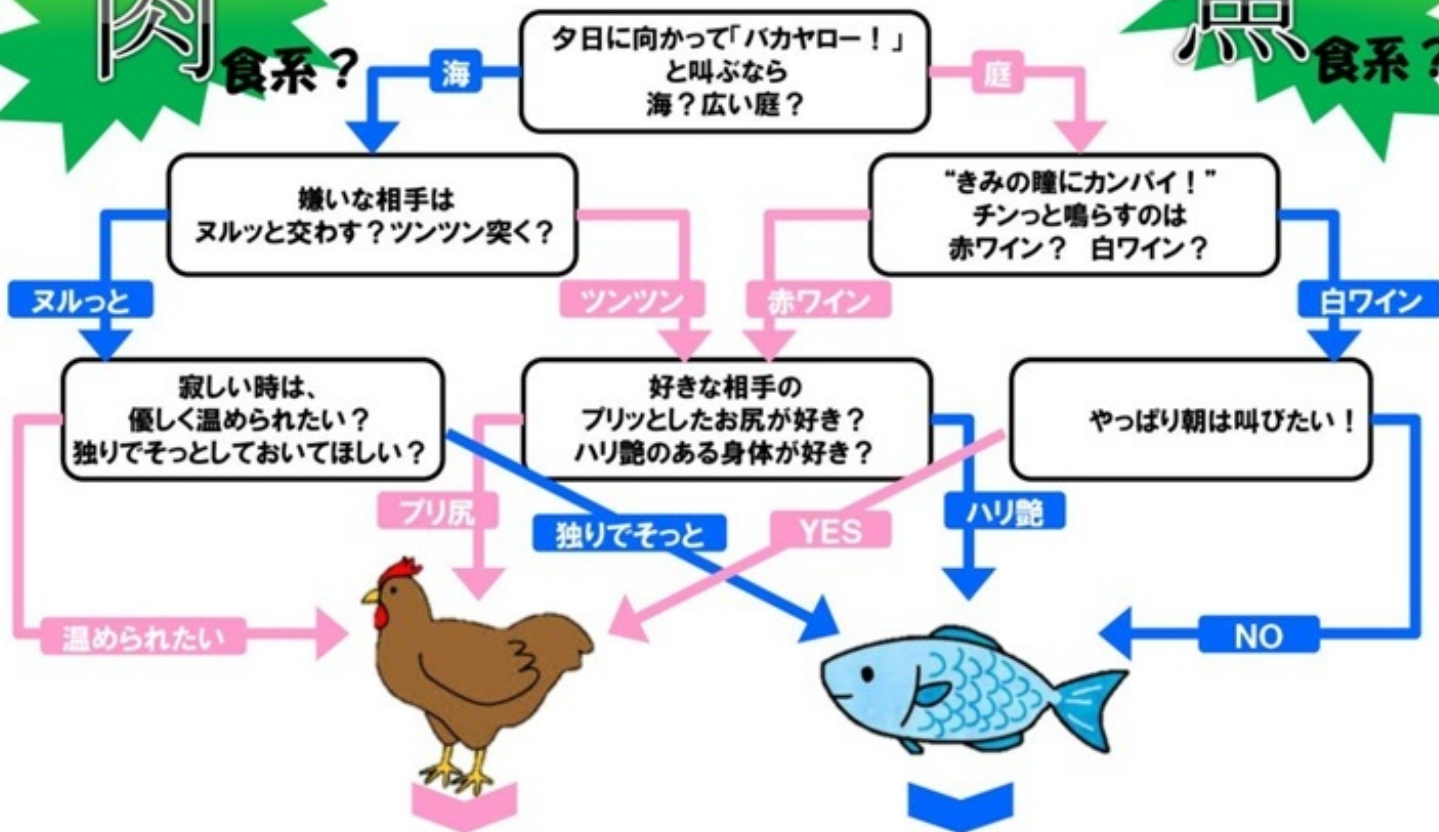 肉食系？
魚食系？
夕日に向かって「バカヤロー！」
と叫ぶなら
海？広い庭？
海
庭
嫌いな相手は
ヌルッと交わす？ツンツン突く？
“きみの瞳にカンパイ！”
チンっと鳴らすのは
赤ワイン？　白ワイン？
ヌルっと
ツンツン
赤ワイン
白ワイン
寂しい時は、
優しく温められたい？
独りでそっとしておいてほしい？
好きな相手の
プリッとしたお尻が好き？
ハリ艶のある身体が好き？
やっぱり朝は叫びたい！
プリ尻
独りでそっと
YES
ハリ艶
温められたい
NO